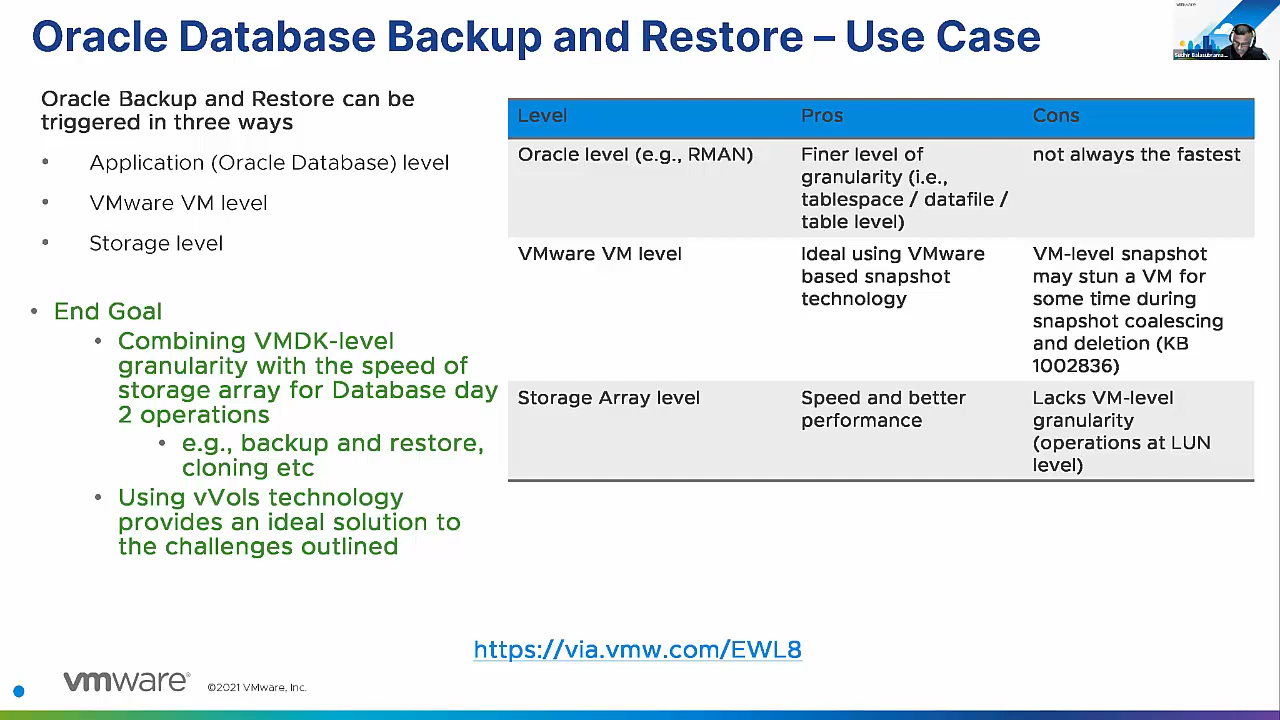 Oracle Database Backup and Restore – Use Case
Oracle Backup and Restore can be
triggered in three ways
• Application (Oracle Database) level
• VMware VM level
• Storage level
• End Goal
• Combining VMDK-level
granularity with the speed of
storage array for Database day
2 operations
• e.g., backup and restore,
cloning etc
• Using vVols technology
provides an ideal solution to
the challenges outlined
Level Pros Cons
Oracle level (e.g., RMAN) Finer level of not always the fastest
granularity (i.e.,
tablespace / datafile /
table level)
VMware VM level Ideal using VMware VM-level snapshot
based snapshot may stun a VM for
technology some time during
snapshot coalescing
and deletion (KB
1002836)
Storage Array level Speed and better Lacks VM-level
performance granularity
(operations at LUN
level)
https://via.vmw.com/EWL8
vmware® ©2021 VMware, Inc.
vmware
Sudhir Balasubrama...